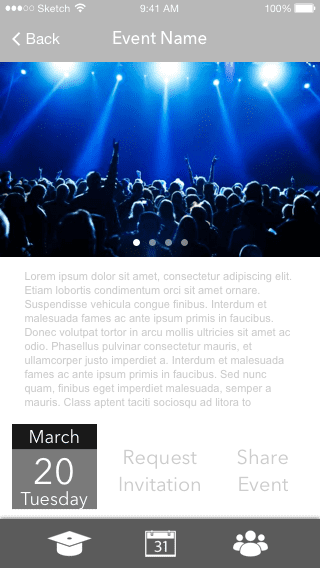 Sketch 9:41 AM 100%
Back Event Name
Lorem ipsum dolor sit amet, consectetur adipiscing elit.
Etiam lobortis condimentum orci sit amet ornare.
Suspendisse vehicula congue finibus. Interdum et
malesuada fames ac ante ipsum primis in faucibus.
Donec volutpat tortor in arcu mollis ultricies sit amet ac
odio. Phasellus pulvinar consectetur mauris, et
ullamcorper justo imperdiet a. Interdum et malesuada
fames ac ante ipsum primis in faucibus. Sed nunc
quam, finibus eget imperdiet malesuada, semper a
mauris. Class aptent taciti sociosqu ad litora to
March
20
Tuesday
Request
Invitation
Share
Event
31